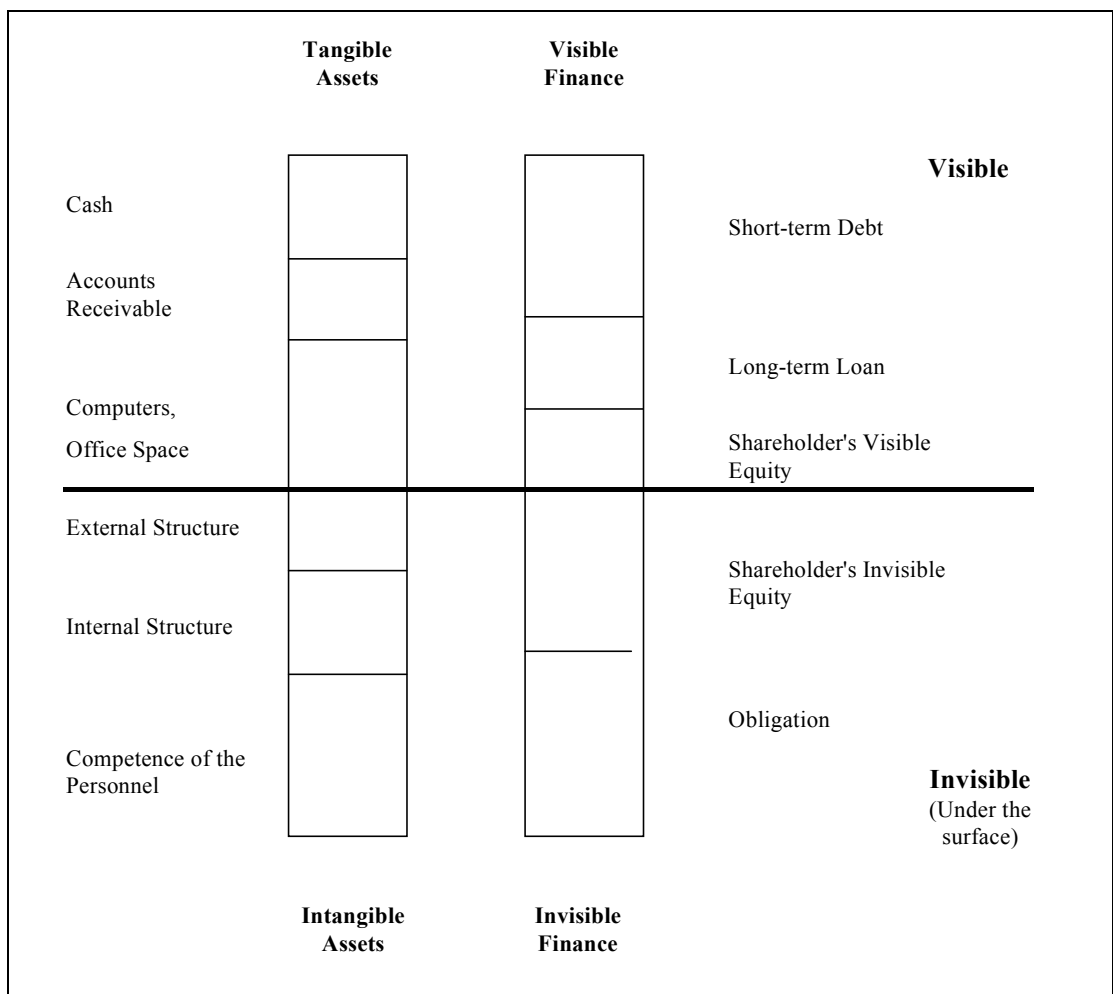 Tangible
Assets
Visible
Finance
Visible
Cash
Short-term Debt
Accounts
Receivable
Long-term Loan
Computers,
Office Space
Shareholder's Visible
Equity
External Structure
Shareholder's Invisible
Equity
Internal Structure
Obligation
Competence of the
Personnel
Invisible
(Under the
surface)
Intangible
Assets
Invisible
Finance